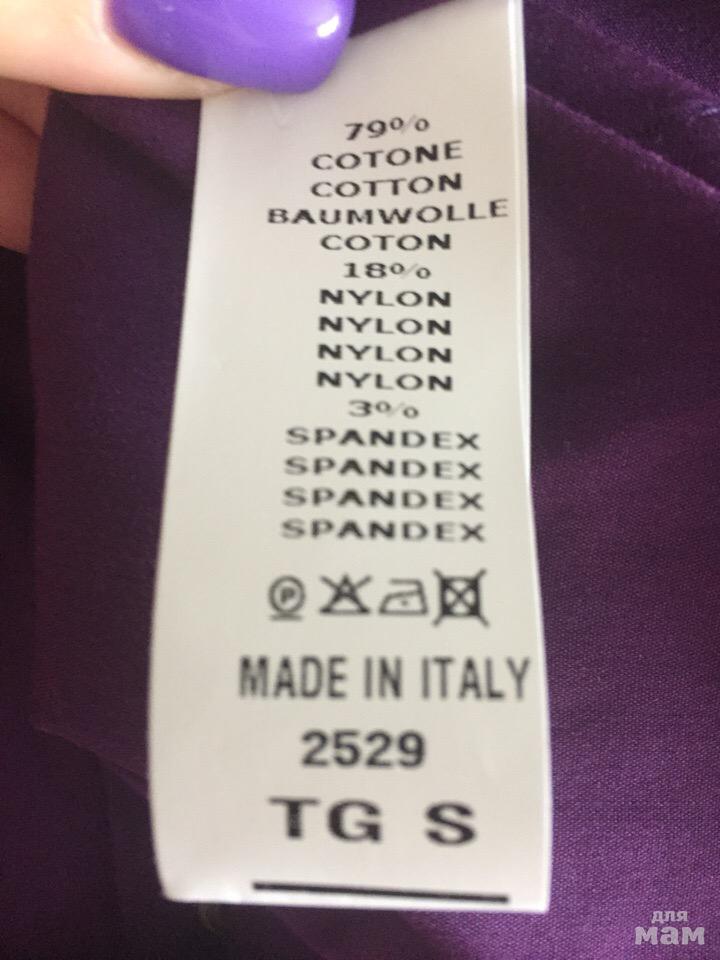 79%
COTONE
COTTON
BAUMWOLLE
COTON
18%
NYLON
NYLON
NYLON
NYLON
3%
SPANDEX
SPANDEX
SPANDEX
SPANDEX
P
MADE IN ITALY
2529
TG S
для
мам